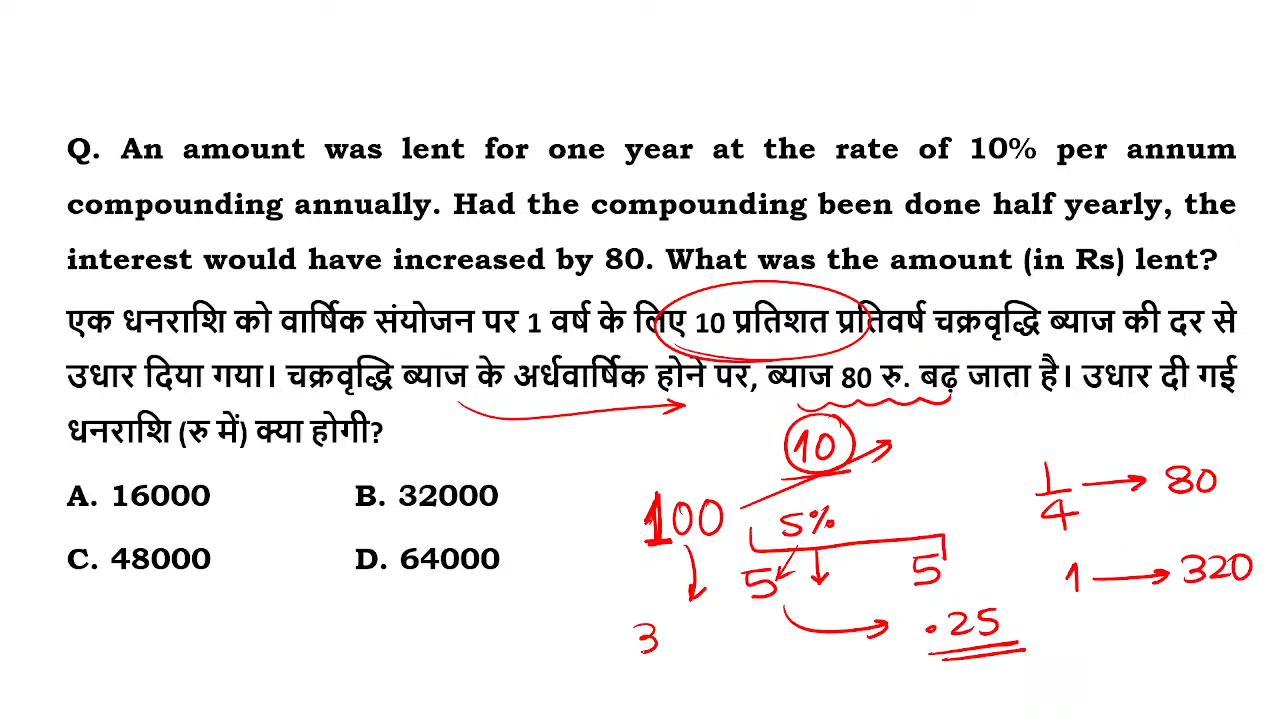 Q. An amount was lent for one year at the rate of 10% per annum
compounding annually. Had the compounding been done half yearly, the
interest would have increased by 80. What was the amount (in Rs) lent?
एक धनराशि को वार्षिक संयोजन पर 1 वर्ष के लिए 10 प्रतिशत प्रतिवर्ष चक्रवृद्धि ब्याज की दर से
उधार दिया गया। चक्रवृद्धि ब्याज के अर्धवार्षिक होने पर, ब्याज 80 रु. बढ़ जाता है। उधार दी गई
धनराशि (रु में) क्या होगी?
A. 16000 B. 32000
C. 48000 D. 64000
10
100
5%
5 5
.25
3
1/4 → 80
1 → 320